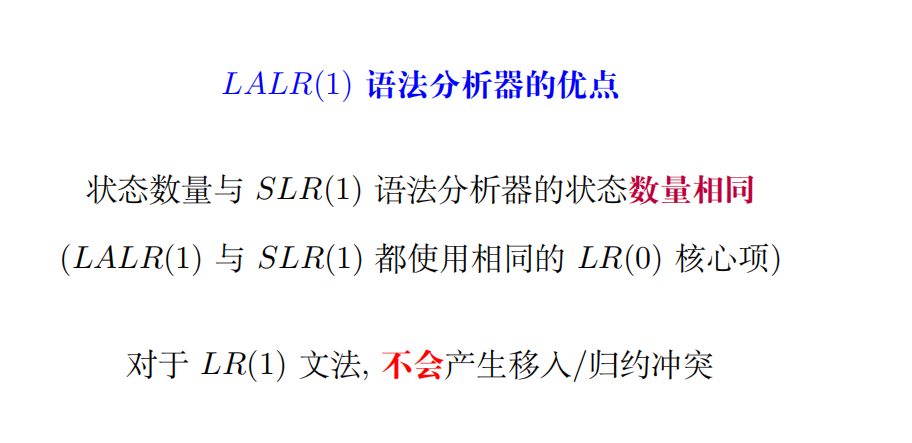 LALR(1) 语法分析器的优点
状态数量与 SLR(1) 语法分析器的状态数量相同
(LALR(1) 与 SLR(1) 都使用相同的 LR(0) 核心项)
对于 LR(1) 文法, 不会产生移入/归约冲突